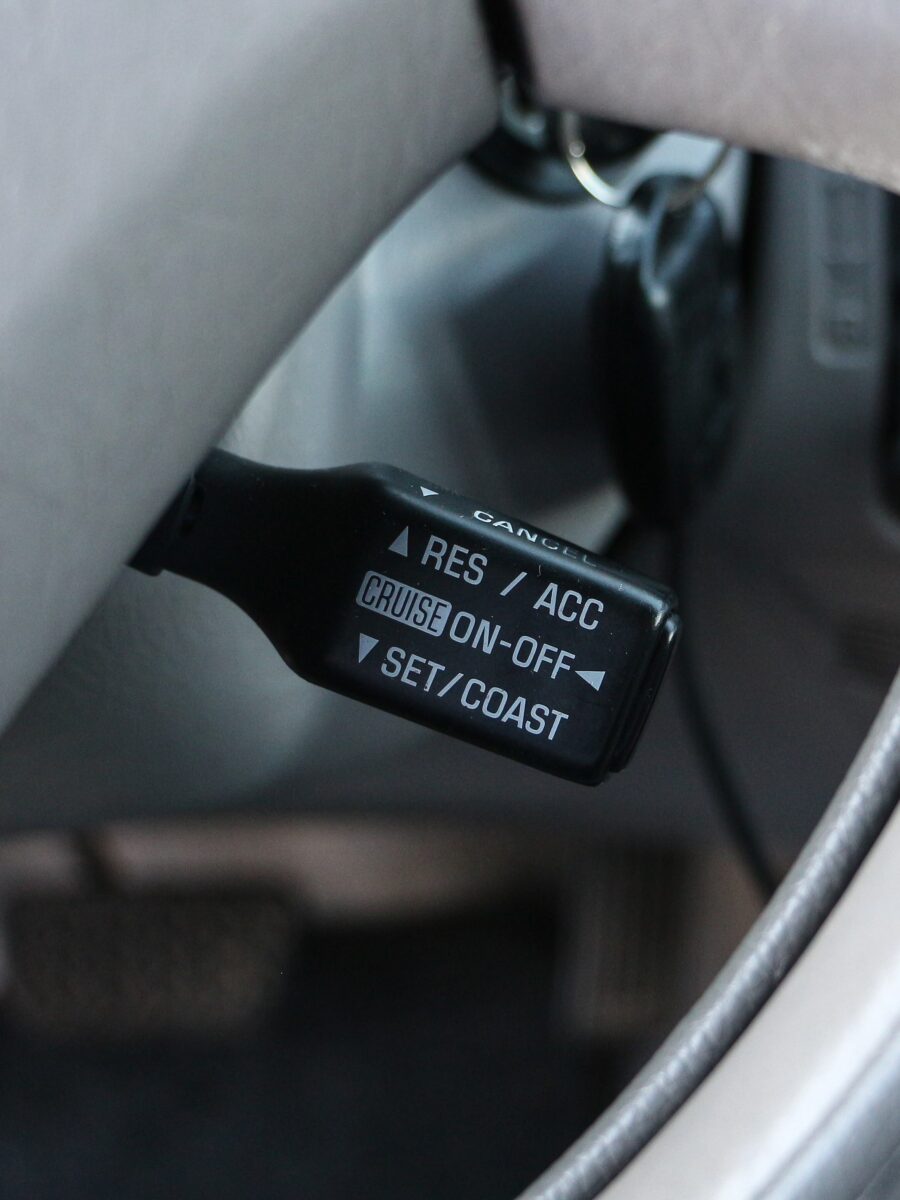 ▼ CANCEL
▲ RES / ACC
CRUISE ON-OFF ◀
▼ SET/COAST